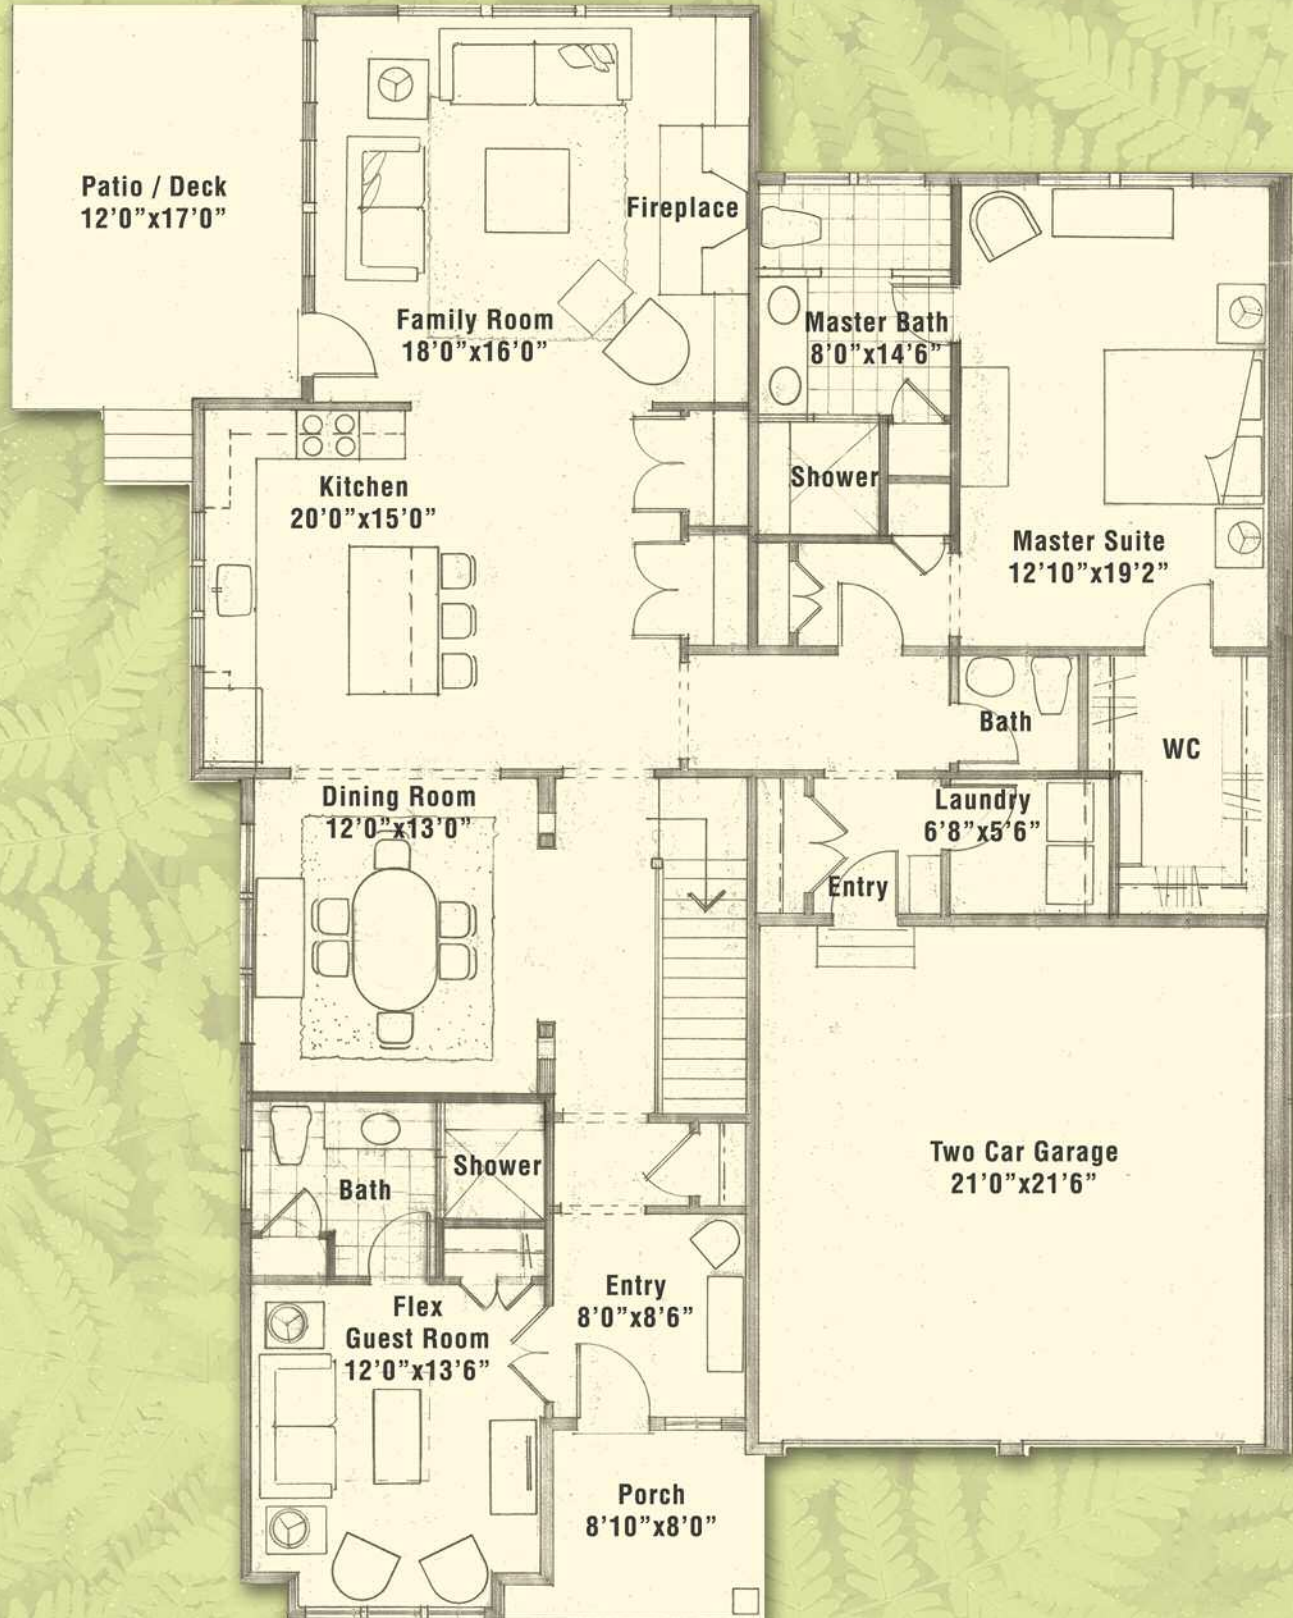 Patio / Deck
12’0”x17’0”
Fireplace
Family Room
18’0”x16’0”
Master Bath
8’0”x14’6”
Kitchen
20’0”x15’0”
Shower
Master Suite
12’10”x19’2”
Bath
WC
Dining Room
12’0”x13’0”
Laundry
6’8”x5’6”
Entry
Two Car Garage
21’0”x21’6”
Shower
Bath
Entry
8’0”x8’6”
Flex
Guest Room
12’0”x13’6”
Porch
8’10”x8’0”